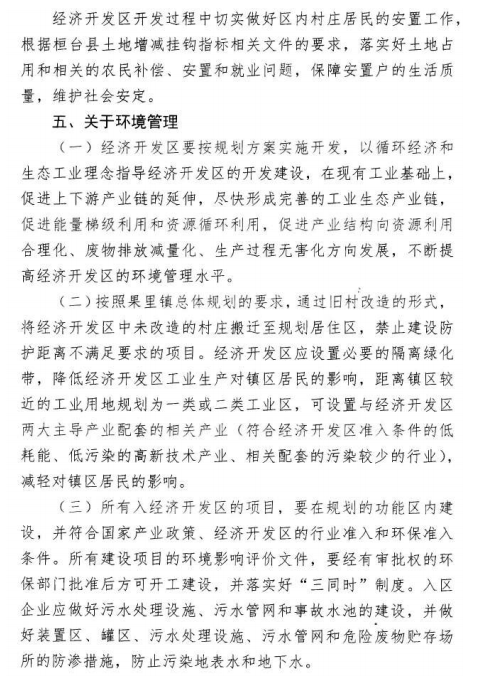 经济开发区开发过程中切实做好区内村庄居民的安置工作，
根据桓台县土地增减挂钩指标相关文件的要求，落实好土地占
用和相关的农民补偿、安置和就业问题，保障安置户的生活质
量，维护社会安定。
五、关于环境管理
（一）经济开发区要按规划方案实施开发，以循环经济和
生态工业理念指导经济开发区的开发建设，在现有工业基础上，
促进上下游产业链的延伸，尽快形成完善的工业生态产业链，
促进能量梯级利用和资源循环利用，促进产业结构向资源利用
合理化、废物排放减量化、生产过程无害化方向发展，不断提
高经济开发区的环境管理水平。
（二）按照果里镇总体规划的要求，通过旧村改造的形式，
将经济开发区中未改造的村庄搬迁至规划居住区，禁止建设防
护距离不满足要求的项目。经济开发区应设置必要的隔离绿化
带，降低经济开发区工业生产对镇区居民的影响，距离镇区较
近的工业用地规划为一类或二类工业区，可设置与经济开发区
两大主导产业配套的相关产业（符合经济开发区准入条件的低
耗能、低污染的高新技术产业、相关配套的污染较少的行业），
减轻对镇区居民的影响。
（三）所有入经济开发区的项目，要在规划的功能区内建
设，并符合国家产业政策、经济开发区的行业准入和环保准入
条件。所有建设项目的环境影响评价文件，要经有审批权的环
保部门批准后方可开工建设，并落实好“三同时”制度。入区
企业应做好污水处理设施、污水管网和事故水池的建设，并做
好装置区、罐区、污水处理设施、污水管网和危险废物贮存场
所的防渗措施，防止污染地表水和地下水。